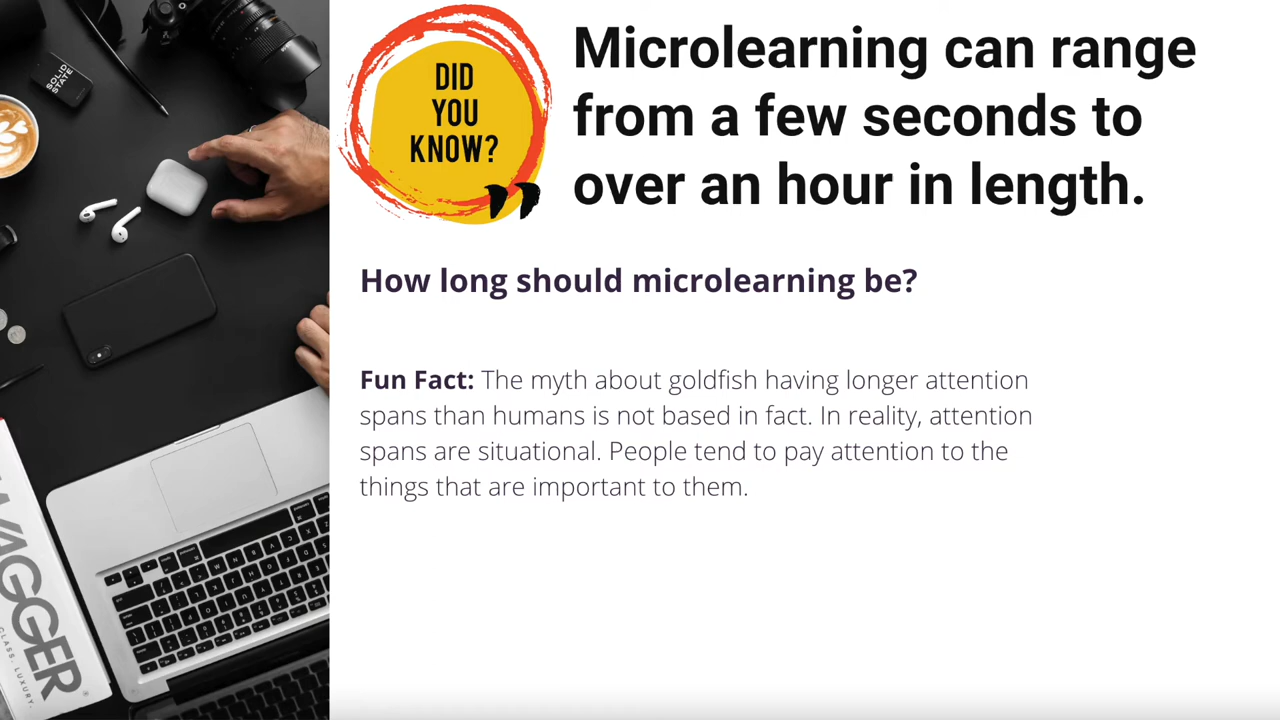 SOLID
STATE
DID
YOU
KNOW?
Microlearning can range
from a few seconds to
over an hour in length.
How long should microlearning be?
Fun Fact: The myth about goldfish having longer attention
spans than humans is not based in fact. In reality, attention
spans are situational. People tend to pay attention to the
things that are important to them.
AGGER
GLASS. LUXURY.